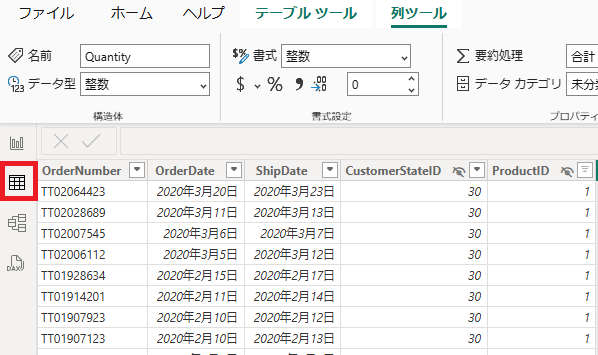 ファイル ホーム ヘルプ テーブル ツール 列ツール
名前 Quantity $% 書式 整数 Σ 要約処理 合計
123 データ型 整数 $ % 9 .00 0 データ カテゴリ 未分類
構造体 書式設定 プロパティ
OrderNumber OrderDate ShipDate CustomerStateID ProductID
TT02064423 2020年3月20日 2020年3月23日 30 1
TT02028689 2020年3月11日 2020年3月13日 30 1
TT02007545 2020年3月6日 2020年3月7日 30 1
TT02006112 2020年3月5日 2020年3月12日 30 1
TT01928634 2020年2月15日 2020年2月17日 30 1
TT01914201 2020年2月11日 2020年2月14日 30 1
TT01907923 2020年2月10日 2020年2月12日 30 1
DAX TT01907123 2020年2月10日 2020年2月13日 30 1